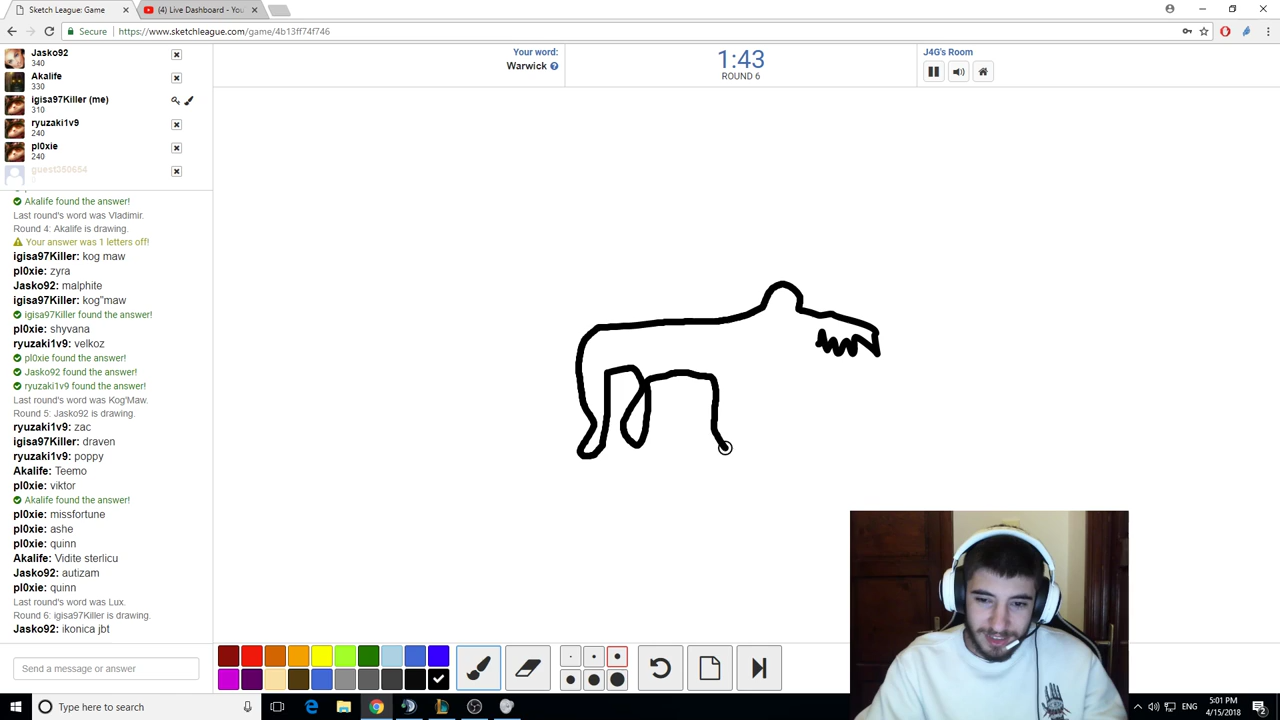 Sketch League: Game
(4) Live Dashboard - You
Secure
https://www.sketchleague.com/game/4b13ff74f746
Jasko92
340
Akalife
330
igisa97Killer (me)
310
ryuzaki1v9
240
pl0xie
240
guest350654
Your word:
Warwick
1:43
ROUND 6
J4G's Room
Akalife found the answer!
Last round's word was Vladimir.
Round 4: Akalife is drawing.
Your answer was 1 letters off!
igisa97Killer: kog maw
pl0xie: zyra
Jasko92: malphite
igisa97Killer: kog"maw
igisa97Killer found the answer!
pl0xie: shyvana
ryuzaki1v9: velkoz
pl0xie found the answer!
Jasko92 found the answer!
ryuzaki1v9 found the answer!
Last round's word was Kog'Maw.
Round 5: Jasko92 is drawing.
ryuzaki1v9: zac
igisa97Killer: draven
ryuzaki1v9: poppy
Akalife: Teemo
pl0xie: viktor
Akalife found the answer!
pl0xie: missfortune
pl0xie: ashe
pl0xie: quinn
Akalife: Vidite sterlicu
Jasko92: autizam
pl0xie: quinn
Last round's word was Lux.
Round 6: igisa97Killer is drawing.
Jasko92: ikonica jbt
Send a message or answer
Type here to search
ENG
5:01 PM
4/15/2018
2